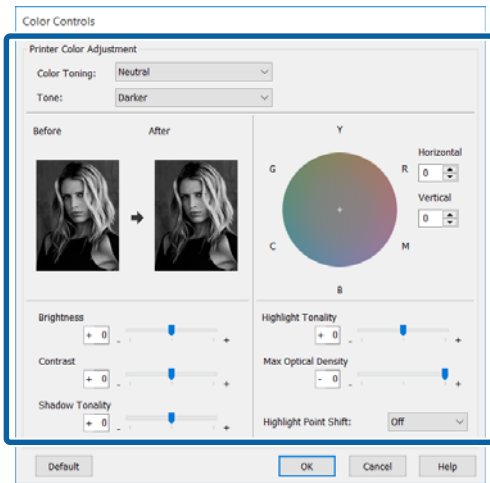 Color Controls
Printer Color Adjustment
Color Toning: Neutral
Tone: Darker
Before After
Y
G R
C M
B
Horizontal
0
Vertical
0
Brightness
+ 0 - +
Contrast
+ 0 - +
Shadow Tonality
+ 0 - +
Highlight Tonality
+ 0 - +
Max Optical Density
- 0 - +
Highlight Point Shift: Off
Default OK Cancel Help